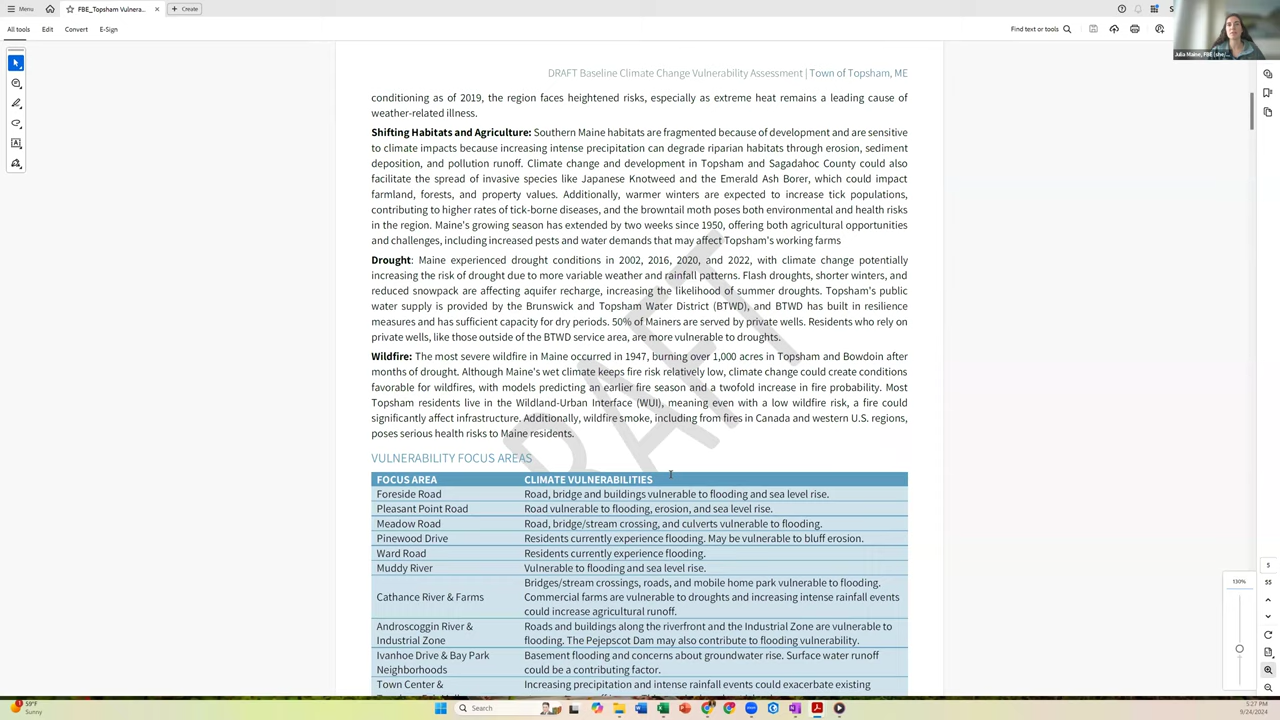 Menu
FBE_Topsham Vulnera...
Create
All tools
Edit
Convert
E-Sign
Find text or tools
Julia Maine, FBE (she/...
DRAFT Baseline Climate Change Vulnerability Assessment | Town of Topsham, ME
conditioning as of 2019, the region faces heightened risks, especially as extreme heat remains a leading cause of
weather-related illness.
Shifting Habitats and Agriculture: Southern Maine habitats are fragmented because of development and are sensitive
to climate impacts because increasing intense precipitation can degrade riparian habitats through erosion, sediment
deposition, and pollution runoff. Climate change and development in Topsham and Sagadahoc County could also
facilitate the spread of invasive species like Japanese Knotweed and the Emerald Ash Borer, which could impact
farmland, forests, and property values. Additionally, warmer winters are expected to increase tick populations,
contributing to higher rates of tick-borne diseases, and the browntail moth poses both environmental and health risks
in the region. Maine's growing season has extended by two weeks since 1950, offering both agricultural opportunities
and challenges, including increased pests and water demands that may affect Topsham's working farms
Drought: Maine experienced drought conditions in 2002, 2016, 2020, and 2022, with climate change potentially
increasing the risk of drought due to more variable weather and rainfall patterns. Flash droughts, shorter winters, and
reduced snowpack are affecting aquifer recharge, increasing the likelihood of summer droughts. Topsham's public
water supply is provided by the Brunswick and Topsham Water District (BTWD), and BTWD has built in resilience
measures and has sufficient capacity for dry periods. 50% of Mainers are served by private wells. Residents who rely on
private wells, like those outside of the BTWD service area, are more vulnerable to droughts.
Wildfire: The most severe wildfire in Maine occurred in 1947, burning over 1,000 acres in Topsham and Bowdoin after
months of drought. Although Maine's wet climate keeps fire risk relatively low, climate change could create conditions
favorable for wildfires, with models predicting an earlier fire season and a twofold increase in fire probability. Most
Topsham residents live in the Wildland-Urban Interface (WUI), meaning even with a low wildfire risk, a fire could
significantly affect infrastructure. Additionally, wildfire smoke, including from fires in Canada and western U.S. regions,
poses serious health risks to Maine residents.
VULNERABILITY FOCUS AREAS
FOCUS AREA CLIMATE VULNERABILITIES
Foreside Road Road, bridge and buildings vulnerable to flooding and sea level rise.
Pleasant Point Road Road vulnerable to flooding, erosion, and sea level rise.
Meadow Road Road, bridge/stream crossing, and culverts vulnerable to flooding.
Pinewood Drive Residents currently experience flooding. May be vulnerable to bluff erosion.
Ward Road Residents currently experience flooding.
Muddy River Vulnerable to flooding and sea level rise.
Bridges/stream crossings, roads, and mobile home park vulnerable to flooding.
Cathance River & Farms Commercial farms are vulnerable to droughts and increasing intense rainfall events
could increase agricultural runoff.
Androscoggin River & Roads and buildings along the riverfront and the Industrial Zone are vulnerable to
Industrial Zone flooding. The Pejepscot Dam may also contribute to flooding vulnerability.
Ivanhoe Drive & Bay Park Basement flooding and concerns about groundwater rise. Surface water runoff
Neighborhoods could be a contributing factor.
Town Center & Increasing precipitation and intense rainfall events could exacerbate existing
5
55
130%
59°F
Sunny
Search
5:27 PM
9/24/2024